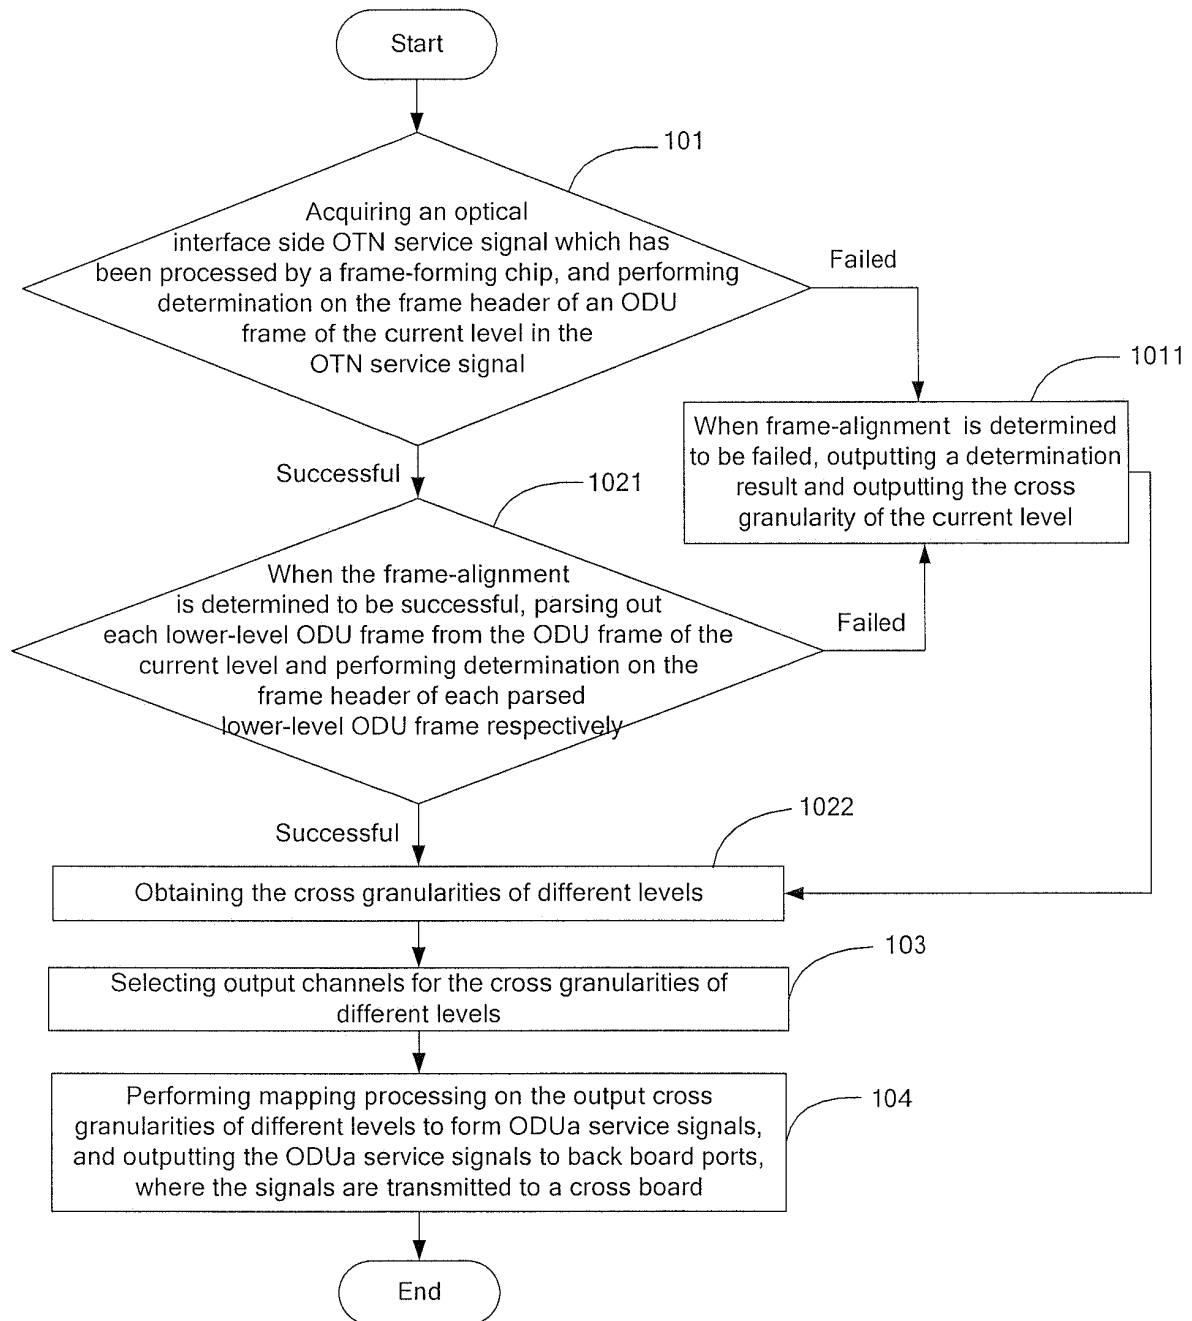 Start
101
Acquiring an optical
interface side OTN service signal which has
been processed by a frame-forming chip, and performing
determination on the frame header of an ODU
frame of the current level in the
OTN service signal
Failed
1011
When frame-alignment is determined
to be failed, outputting a determination
result and outputting the cross
granularity of the current level
Successful
1021
When the frame-alignment
is determined to be successful, parsing out
each lower-level ODU frame from the ODU frame of the
current level and performing determination on the
frame header of each parsed
lower-level ODU frame respectively
Failed
Successful
1022
Obtaining the cross granularities of different levels
103
Selecting output channels for the cross granularities of
different levels
104
Performing mapping processing on the output cross
granularities of different levels to form ODUa service signals,
and outputting the ODUa service signals to back board ports,
where the signals are transmitted to a cross board
End